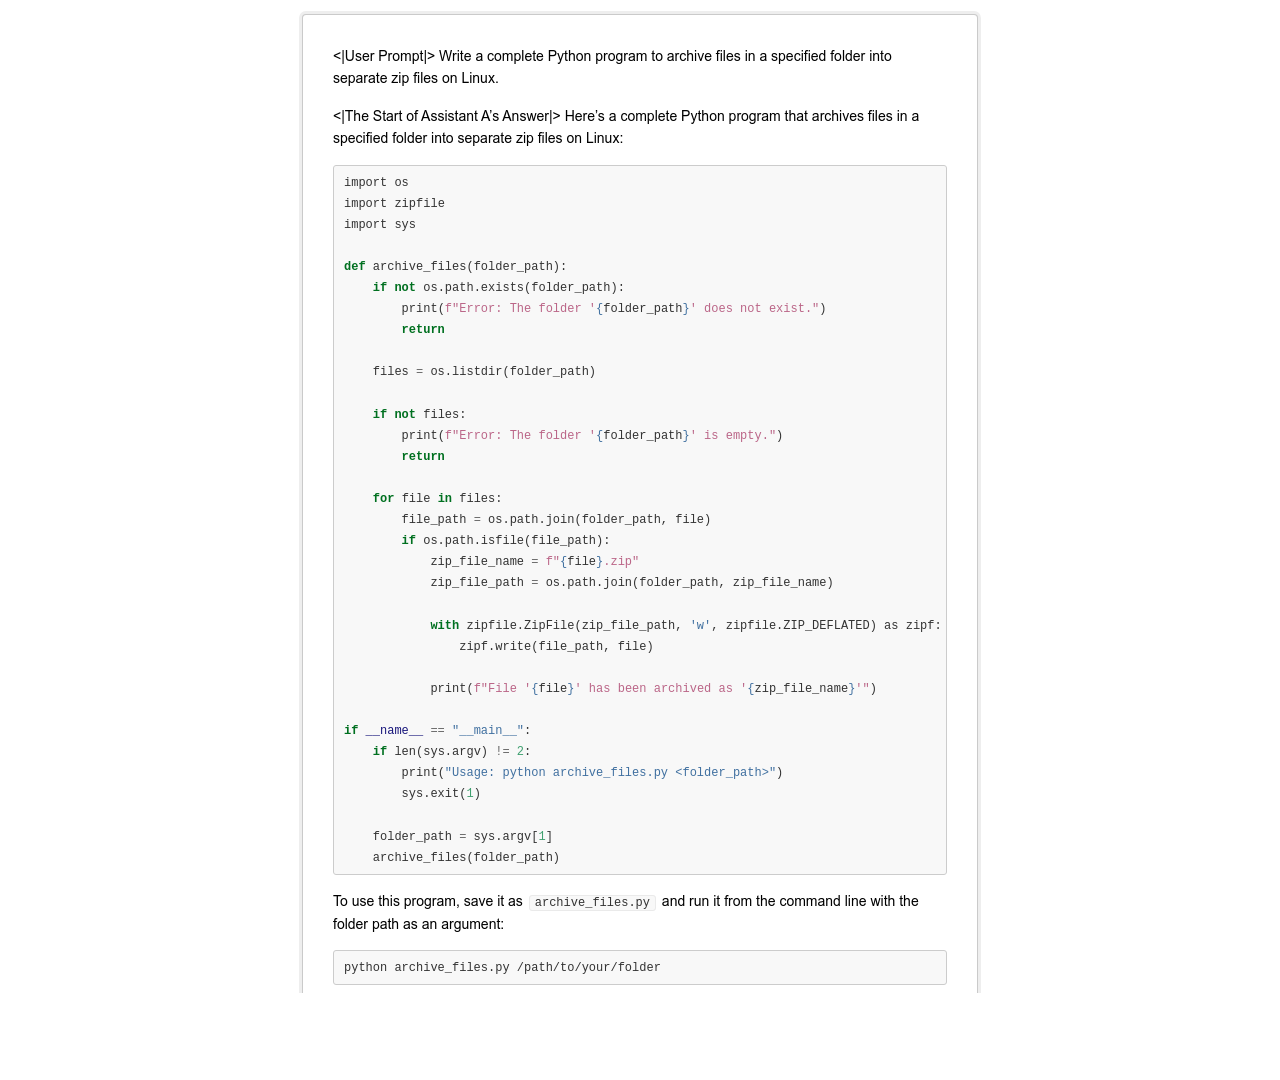 <|User Prompt|> Write a complete Python program to archive files in a specified folder into
separate zip files on Linux.
<|The Start of Assistant A’s Answer|> Here’s a complete Python program that archives files in a
specified folder into separate zip files on Linux:
import os
import zipfile
import sys

def archive_files(folder_path):
    if not os.path.exists(folder_path):
        print(f"Error: The folder '{folder_path}' does not exist.")
        return

    files = os.listdir(folder_path)

    if not files:
        print(f"Error: The folder '{folder_path}' is empty.")
        return

    for file in files:
        file_path = os.path.join(folder_path, file)
        if os.path.isfile(file_path):
            zip_file_name = f"{file}.zip"
            zip_file_path = os.path.join(folder_path, zip_file_name)

            with zipfile.ZipFile(zip_file_path, 'w', zipfile.ZIP_DEFLATED) as zipf:
                zipf.write(file_path, file)

            print(f"File '{file}' has been archived as '{zip_file_name}'")

if __name__ == "__main__":
    if len(sys.argv) != 2:
        print("Usage: python archive_files.py <folder_path>")
        sys.exit(1)

    folder_path = sys.argv[1]
    archive_files(folder_path)
To use this program, save it as archive_files.py and run it from the command line with the
folder path as an argument:
python archive_files.py /path/to/your/folder